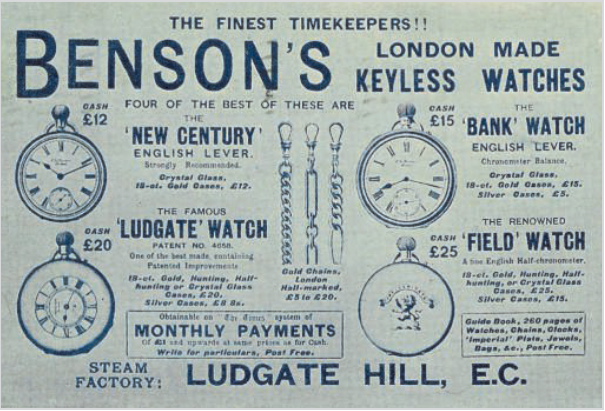 THE FINEST TIMEKEEPERS!!
BENSON'S
LONDON MADE
KEYLESS WATCHES
FOUR OF THE BEST OF THESE ARE
CASH
£12
THE
'NEW CENTURY'
ENGLISH LEVER.
Strongly Recommended.
Crystal Glass,
18-ct. Gold Cases, £12.
CASH
£15
THE
'BANK' WATCH
ENGLISH LEVER.
Chronometer Balance.
Crystal Glass,
18-ct. Gold Cases, £15.
Silver Cases, £5.
CASH
£20
THE FAMOUS
'LUDGATE' WATCH
PATENT NO. 4658.
One of the best made, containing
Patented Improvements
18-ct. Gold, Hunting, Half-
hunting or Crystal Glass
Cases, £20.
Silver Cases, £8 8s.
Gold Chains,
London
Hall-marked,
£5 to £20.
CASH
£25
THE RENOWNED
'FIELD' WATCH
A fine English Half-chronometer.
18-ct. Gold, Hunting, Half-
hunting, or Crystal Glass
Cases, £25.
Silver Cases, £15.
Obtainable on The Times system of
MONTHLY PAYMENTS
Of £1 and upwards at same prices as for Cash.
Write for particulars, Post Free.
Guide Book, 260 pages of
Watches, Chains, Clocks,
'Imperial' Plate, Jewels,
Bags, &c., Post Free.
STEAM
FACTORY:
LUDGATE HILL, E.C.